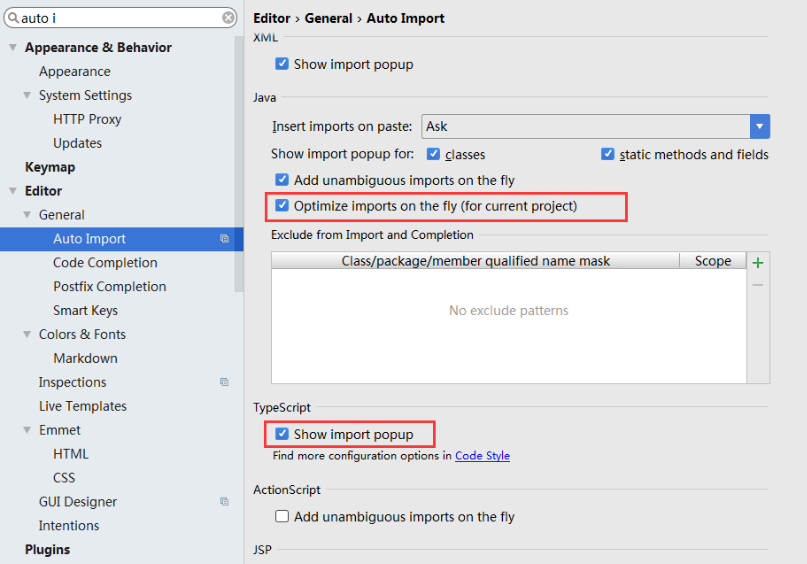 auto i
Appearance & Behavior
Appearance
System Settings
HTTP Proxy
Updates
Keymap
Editor
General
Auto Import
Code Completion
Postfix Completion
Smart Keys
Colors & Fonts
Markdown
Inspections
Live Templates
Emmet
HTML
CSS
GUI Designer
Intentions
Plugins
Editor › General › Auto Import
XML
Show import popup
Java
Insert imports on paste: Ask
Show import popup for: classes static methods and fields
Add unambiguous imports on the fly
Optimize imports on the fly (for current project)
Exclude from Import and Completion
Class/package/member qualified name mask Scope
No exclude patterns
TypeScript
Show import popup
Find more configuration options in Code Style
ActionScript
Add unambiguous imports on the fly
JSP